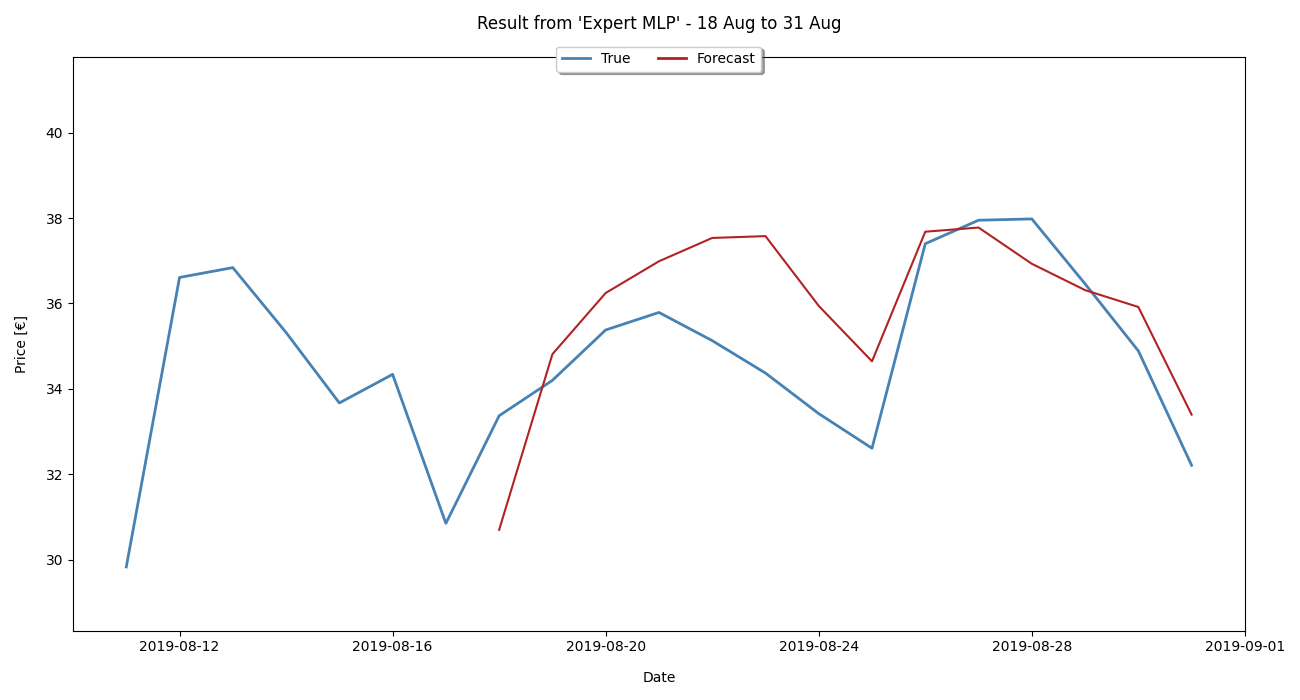 Result from 'Expert MLP' - 18 Aug to 31 Aug
True Forecast
40
38
36
34
32
30
Price [€]
2019-08-12 2019-08-16 2019-08-20 2019-08-24 2019-08-28 2019-09-01
Date